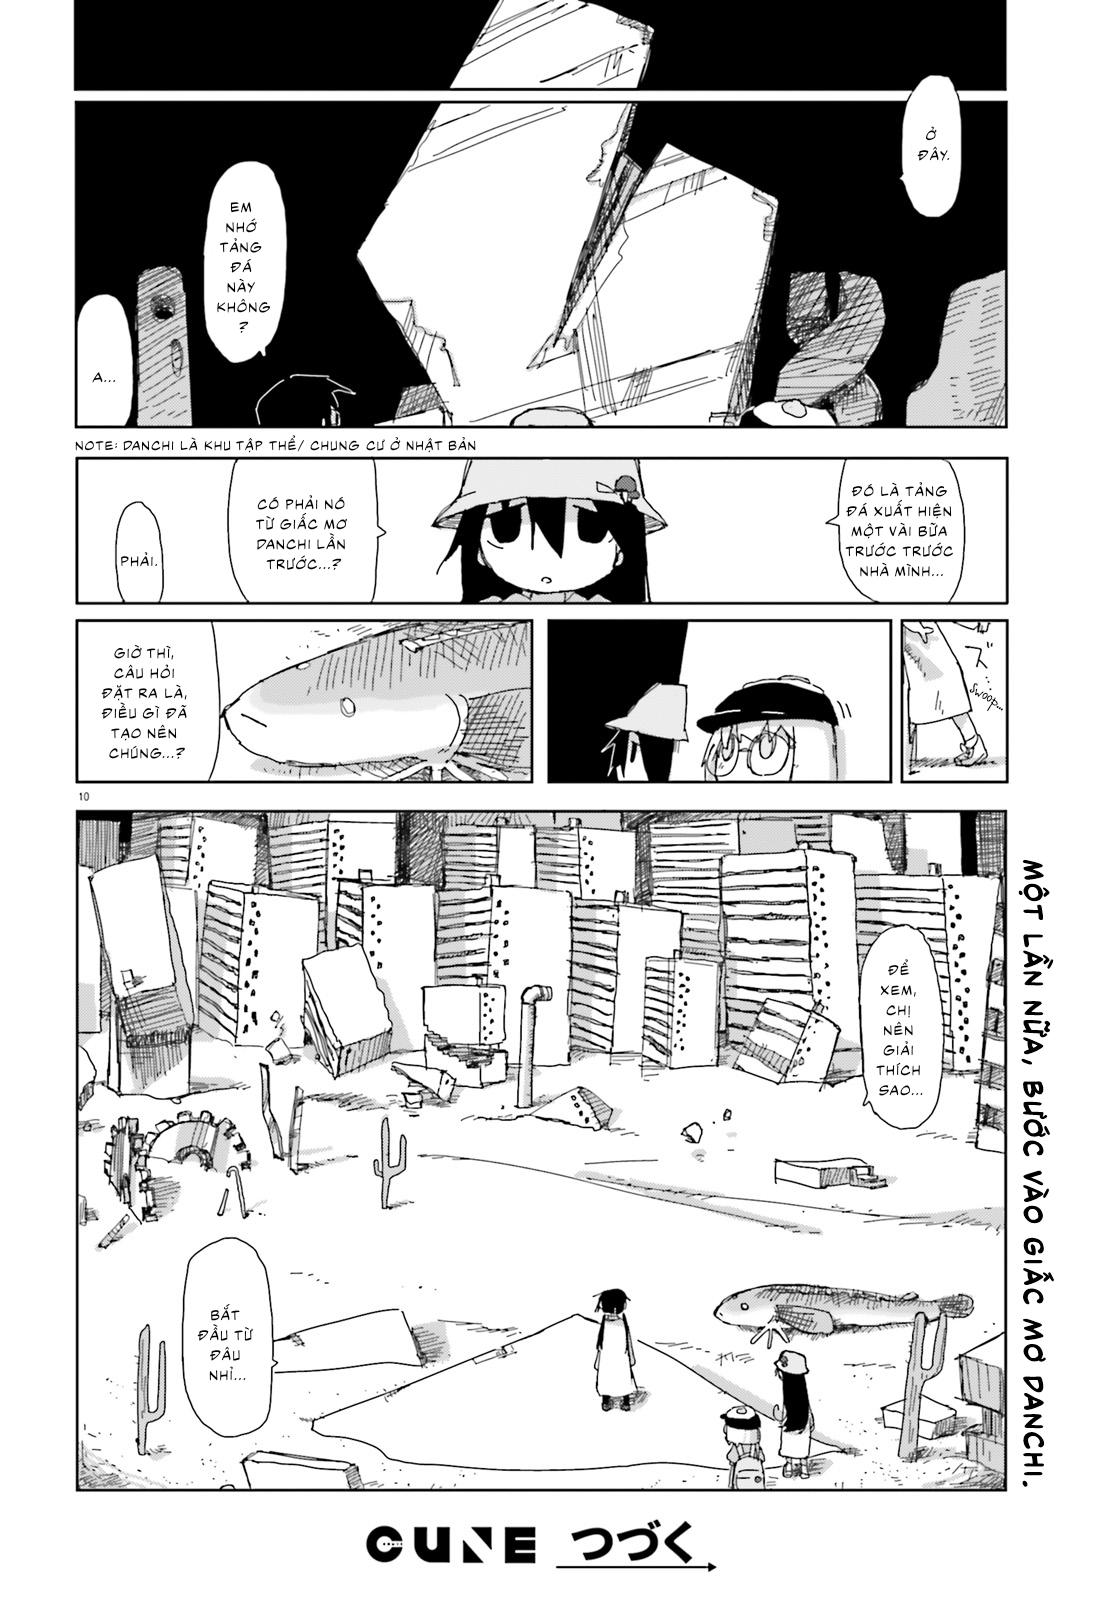 Ở
ĐÂY.
EM
NHỚ
TẢNG
ĐÁ
NÀY
KHÔNG
?
A...
NOTE: DANCHI LÀ KHU TẬP THỂ/ CHUNG CƯ Ở NHẬT BẢN
ĐÓ LÀ TẢNG
ĐÁ XUẤT HIỆN
MỘT VÀI BỮA
TRƯỚC TRƯỚC
NHÀ MÌNH...
CÓ PHẢI NÓ
TỪ GIẤC MƠ
DANCHI LẦN
TRƯỚC...?
PHẢI.
ズ...
SWOOP...
GIỜ THÌ,
CÂU HỎI
ĐẶT RA LÀ,
ĐIỀU GÌ ĐÃ
TẠO NÊN
CHÚNG...?
10
ĐỂ
XEM,
CHỊ
NÊN
GIẢI
THÍCH
SAO...
BẮT
ĐẦU TỪ
ĐÂU
NHỈ...
MỘT LẦN NỮA, BƯỚC VÀO GIẤC MƠ DANCHI.
CUNE つづく